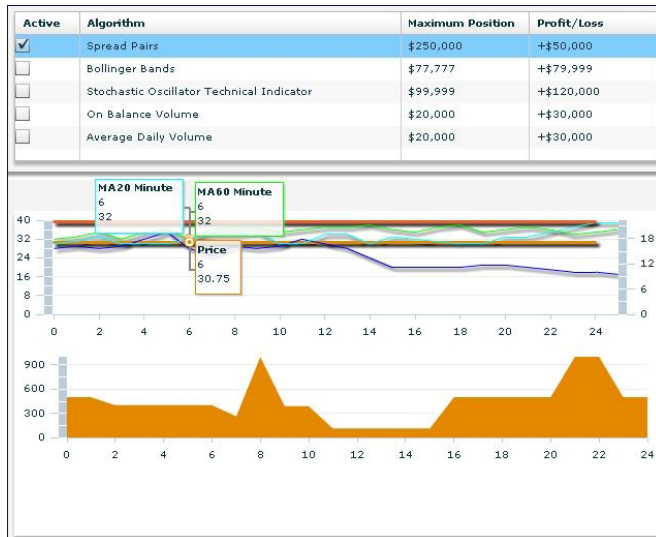 Active Algorithm Maximum Position Profit/Loss
Spread Pairs $250,000 +$50,000
Bollinger Bands $77,777 +$79,999
Stochastic Oscillator Technical Indicator $99,999 +$120,000
On Balance Volume $20,000 +$30,000
Average Daily Volume $20,000 +$30,000
MA20 Minute
6
32
MA60 Minute
6
32
Price
6
30.75
40
32
24
16
8
0
18
12
6
0
0 2 4 6 8 10 12 14 16 18 20 22 24
900
600
300
0
0 2 4 6 8 10 12 14 16 18 20 22 24